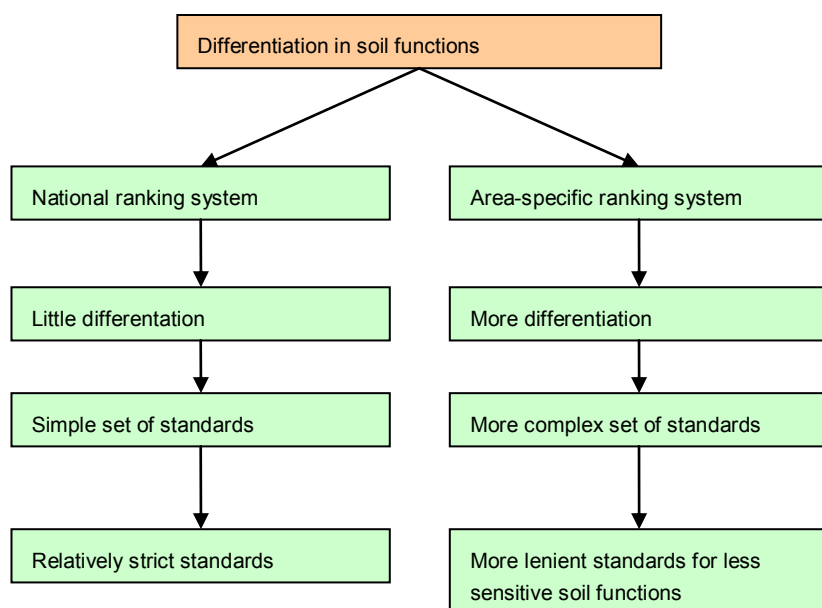 Differentiation in soil functions
National ranking system
Area-specific ranking system
Little differentation
More differentiation
Simple set of standards
More complex set of standards
Relatively strict standards
More lenient standards for less
sensitive soil functions